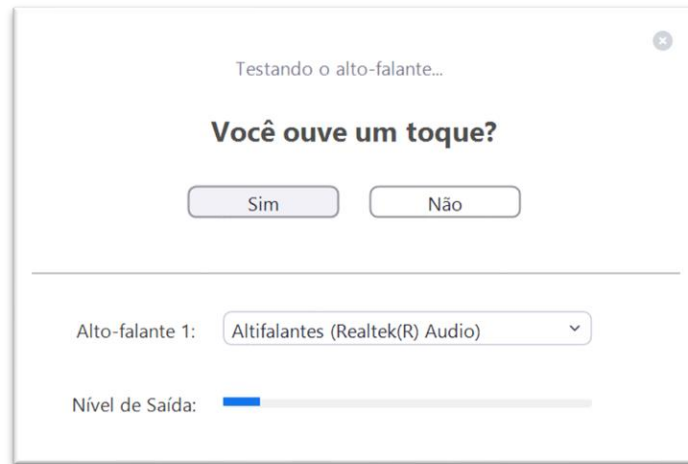 Testando o alto-falante...
Você ouve um toque?
Sim Não
Alto-falante 1: Altifalantes (Realtek(R) Audio)
Nível de Saída: